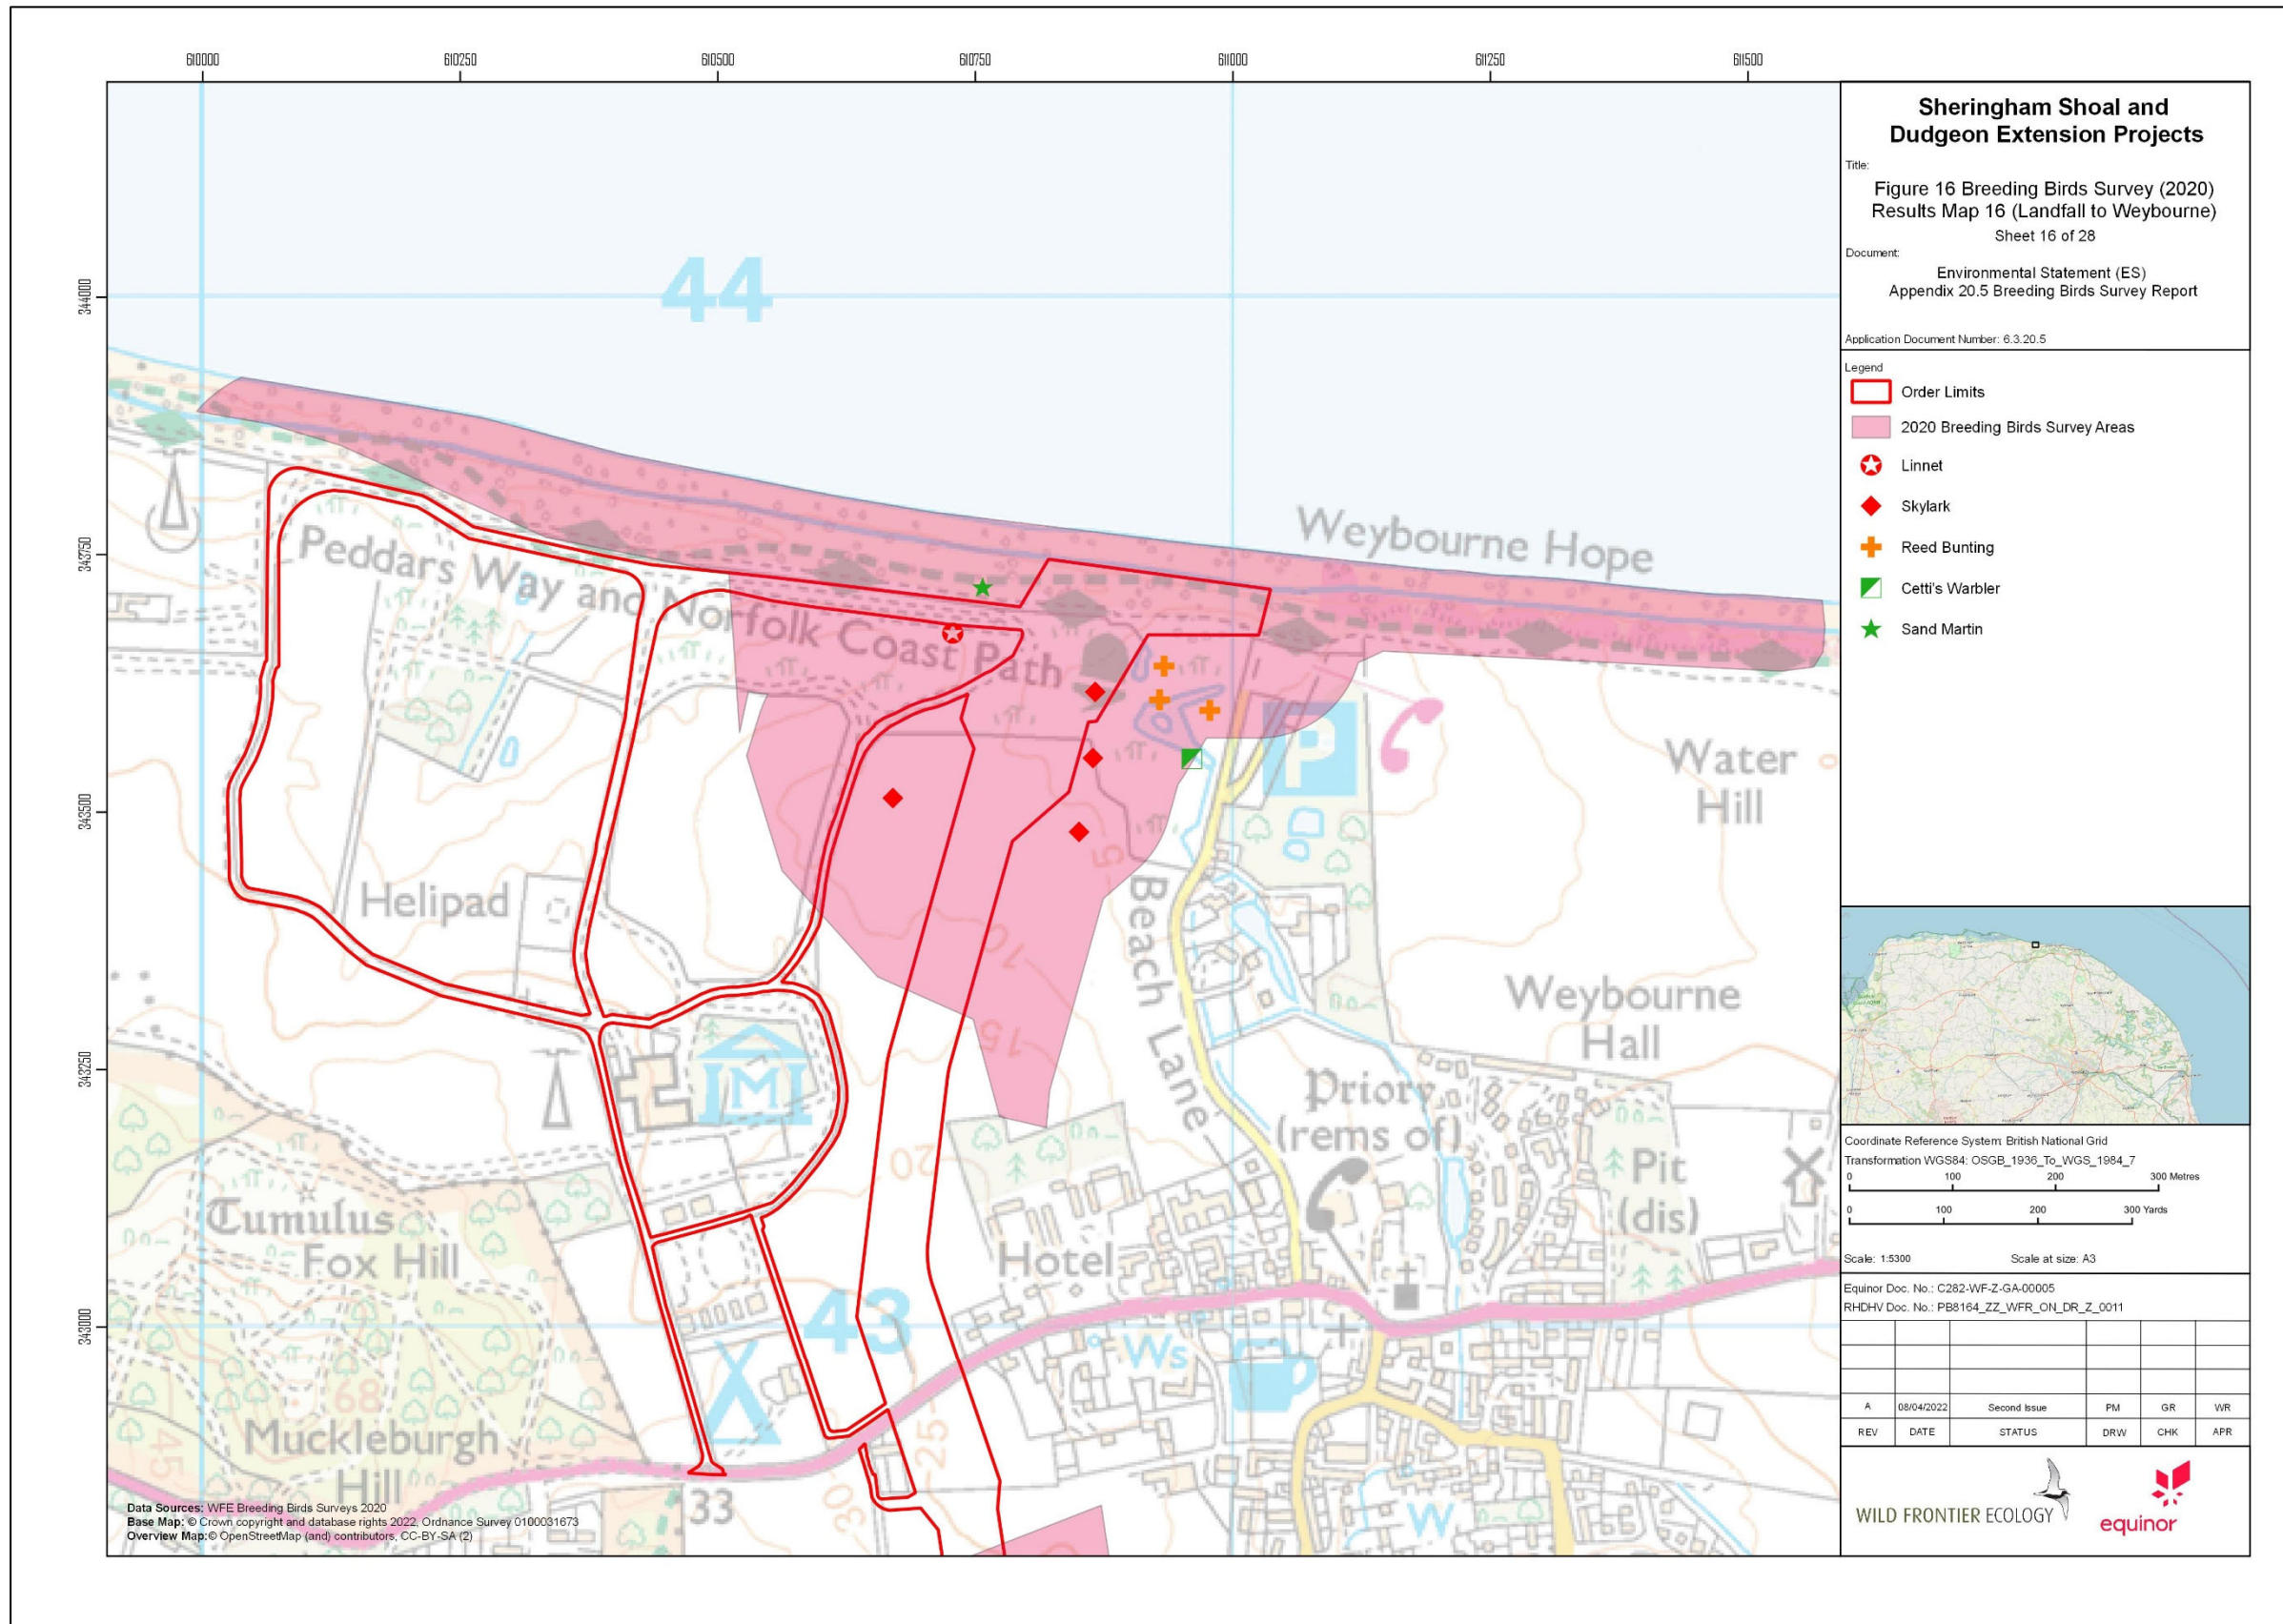 610000 610250 610500 610750 611000 611250 611500
344000
343750
343500
343250
343000
44
Weybourne Hope
Peddars Way and Norfolk Coast Path
Water
Hill
P
5
Helipad
10
Beach Lane
Weybourne
Hall
15
M
Priory
(rems of)
20
Pit
(dis)
Tumulus
Fox Hill
Hotel
43
Ws
68
Muckleburgh
Hill
45
25
30
33
W
Data Sources: WFE Breeding Birds Surveys 2020
Base Map: © Crown copyright and database rights 2022, Ordnance Survey 0100031673
Overview Map:© OpenStreetMap (and) contributors, CC-BY-SA (2)
Sheringham Shoal and
Dudgeon Extension Projects
Title:
Figure 16 Breeding Birds Survey (2020)
Results Map 16 (Landfall to Weybourne)
Sheet 16 of 28
Document:
Environmental Statement (ES)
Appendix 20.5 Breeding Birds Survey Report
Application Document Number: 6.3.20.5
Legend
Order Limits
2020 Breeding Birds Survey Areas
Linnet
Skylark
Reed Bunting
Cetti's Warbler
Sand Martin
Coordinate Reference System: British National Grid
Transformation WGS84: OSGB_1936_To_WGS_1984_7
0 100 200 300 Metres
0 100 200 300 Yards
Scale: 1:5300 Scale at size: A3
Equinor Doc. No.: C282-WF-Z-GA-00005
RHDHV Doc. No.: PB8164_ZZ_WFR_ON_DR_Z_0011
A 08/04/2022 Second Issue PM GR WR
REV DATE STATUS DRW CHK APR
WILD FRONTIER ECOLOGY
equinor